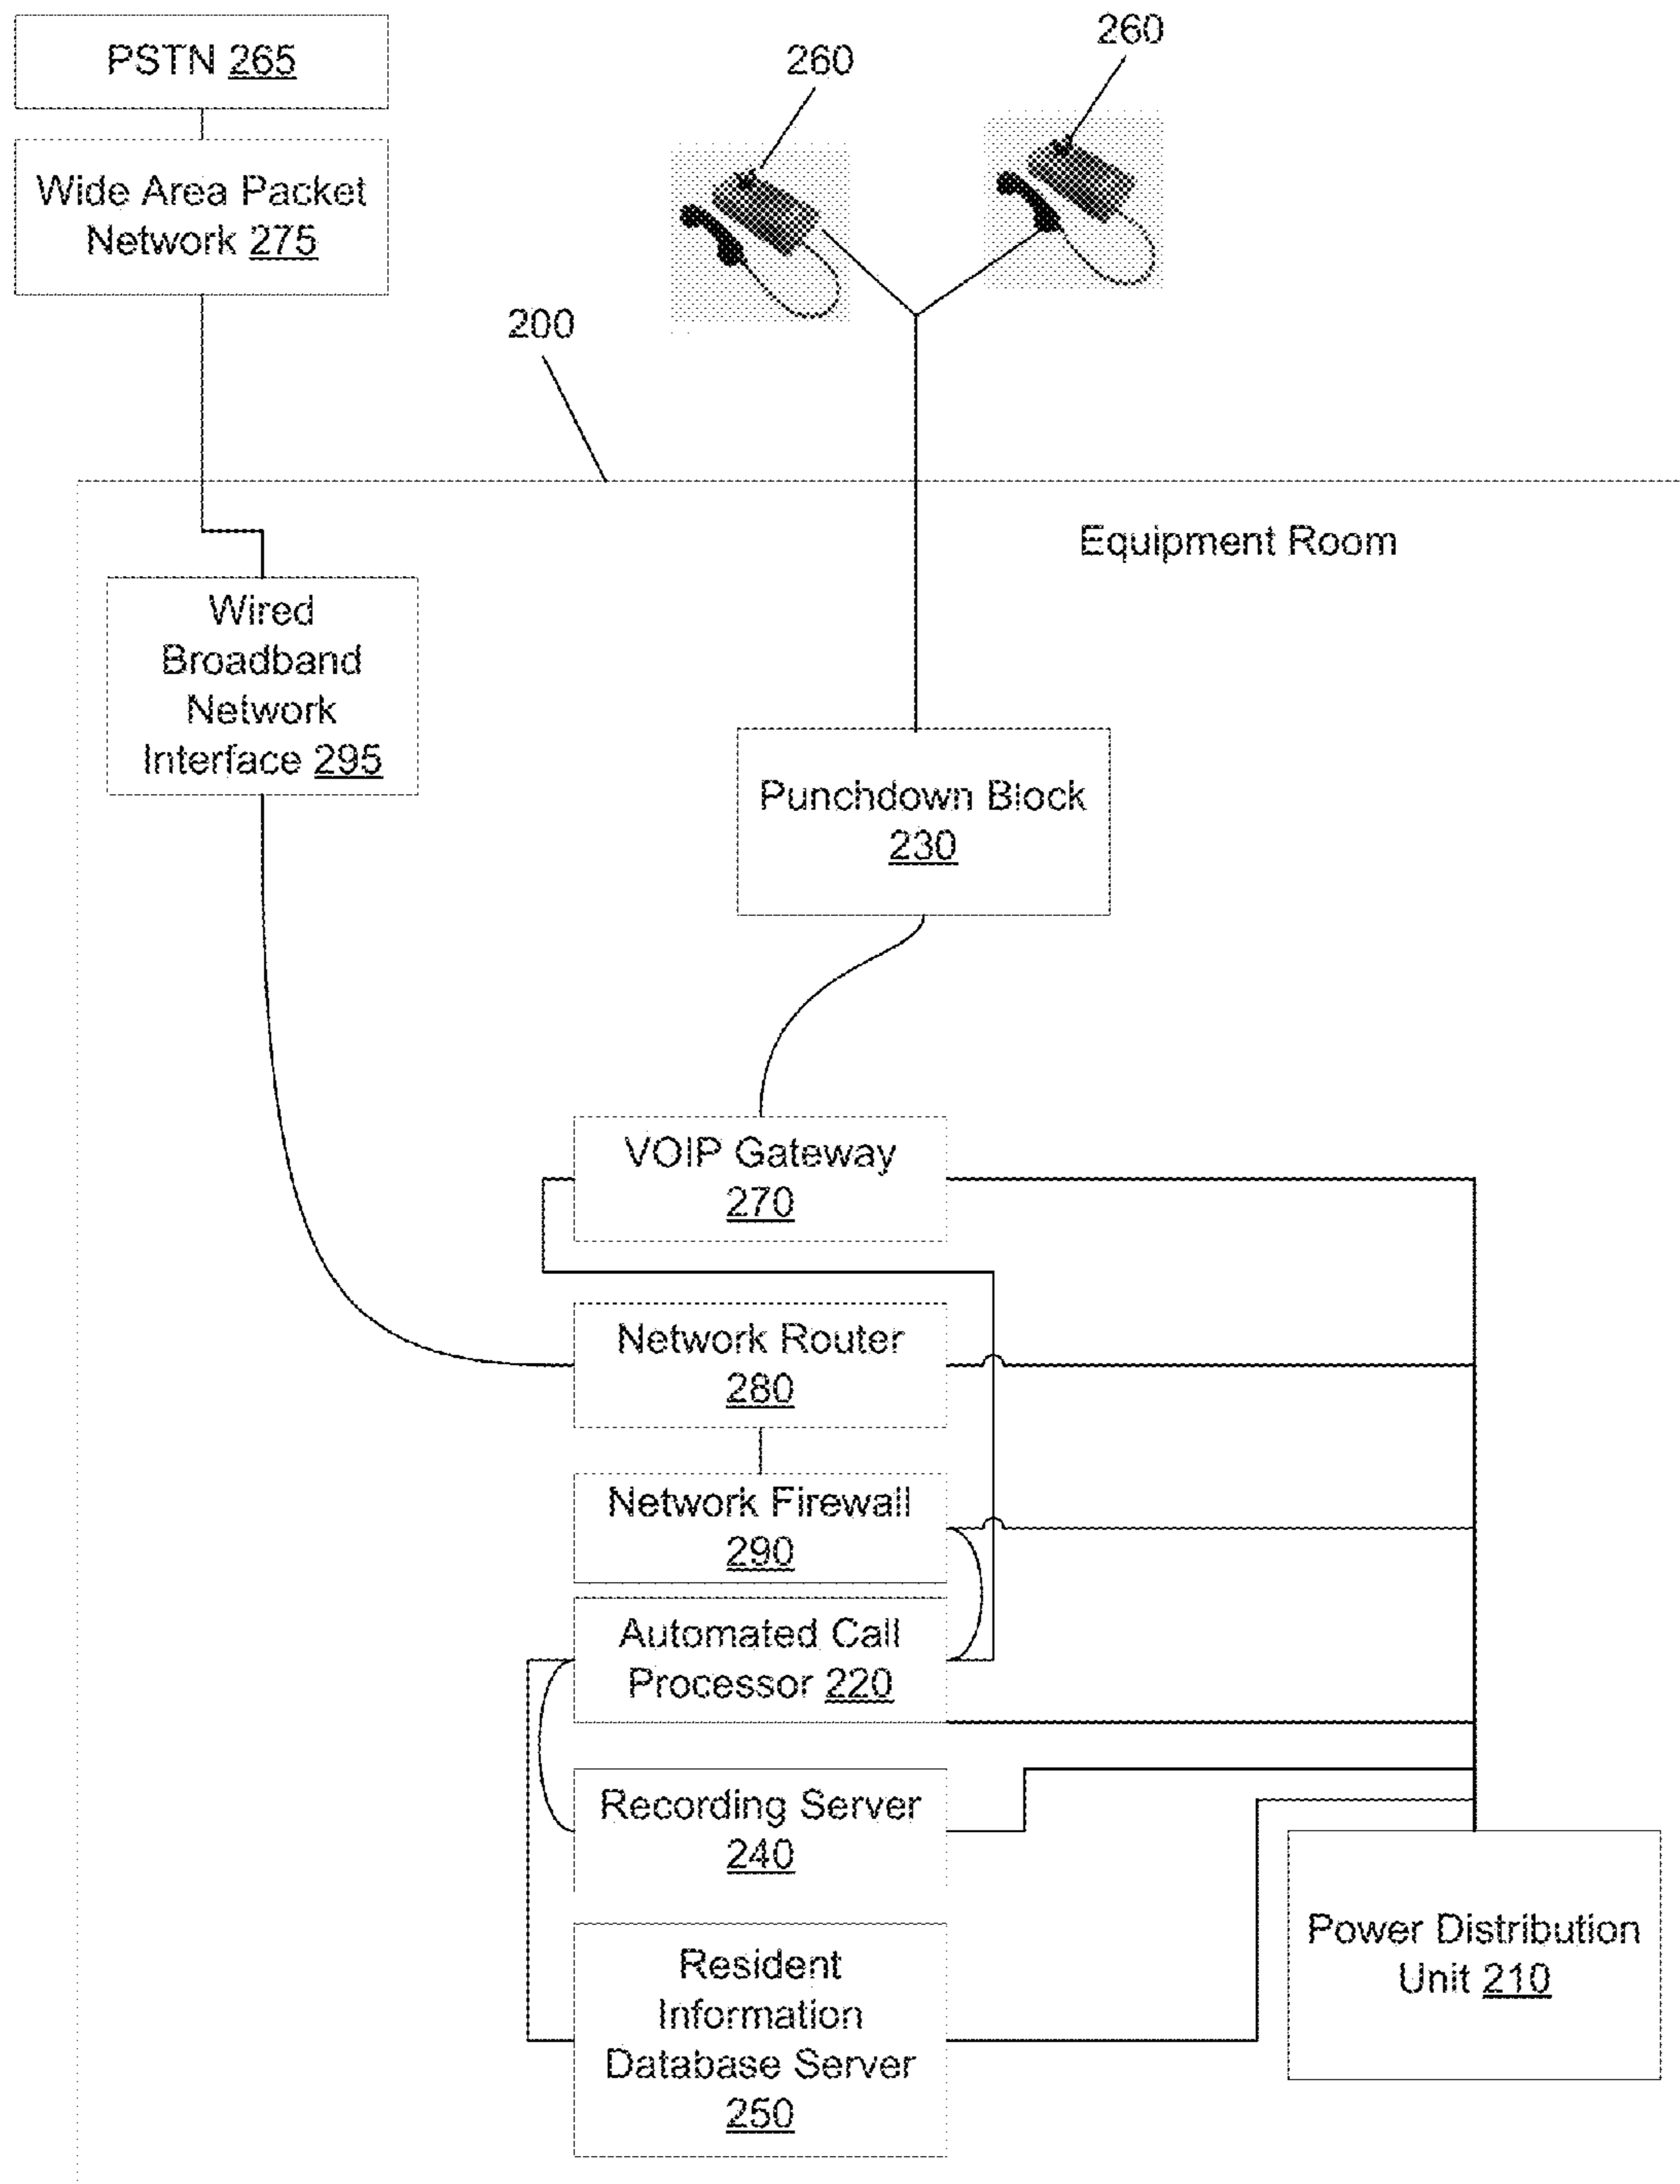 PSTN 265
260
260
Wide Area Packet
Network 275
200
Equipment Room
Wired
Broadband
Network
Interface 295
Punchdown Block
230
VOIP Gateway
270
Network Router
280
Network Firewall
290
Automated Call
Processor 220
Recording Server
240
Power Distribution
Unit 210
Resident
Information
Database Server
250